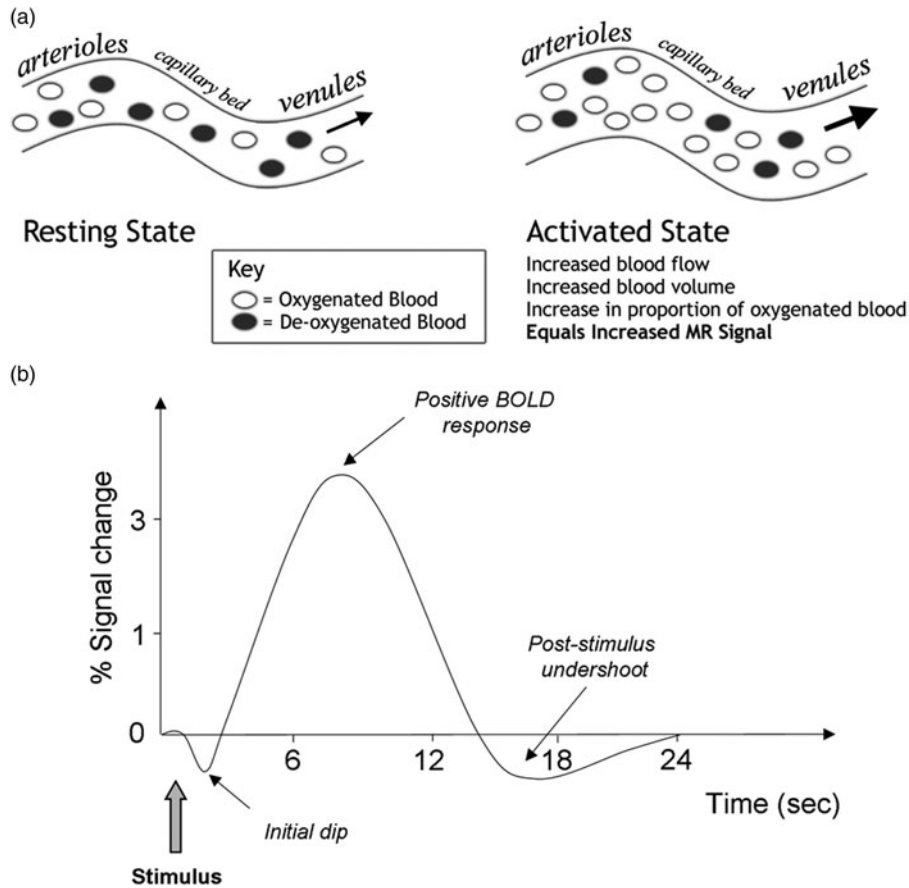 (a)
arterioles
capillary bed
venules
Resting State
arterioles
capillary bed
venules
Activated State
Increased blood flow
Increased blood volume
Increase in proportion of oxygenated blood
Equals Increased MR Signal
Key
= Oxygenated Blood
= De-oxygenated Blood
(b)
Positive BOLD
response
% Signal change
3
1
0
Post-stimulus
undershoot
6
12
18
24
Time (sec)
Initial dip
Stimulus